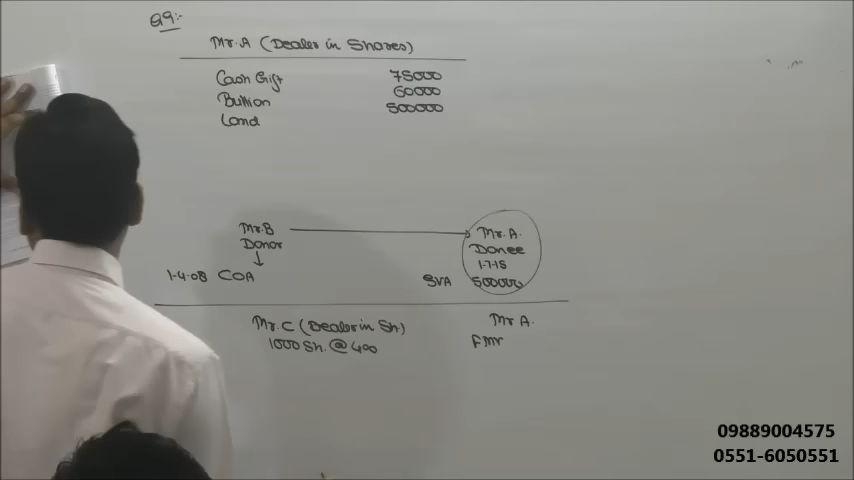 Q9:-
Mr. A (Dealer in Shares)
Cash Gift 75000
Bullion 60000
Land 500000
Mr. B Mr. A.
Donor Donee
1-7-15
1-4-08 COA SVA 500000
Mr. C (Dealer in Sh.) Mr A.
1000 Sh. @ 400 FMV
09889004575
0551-6050551